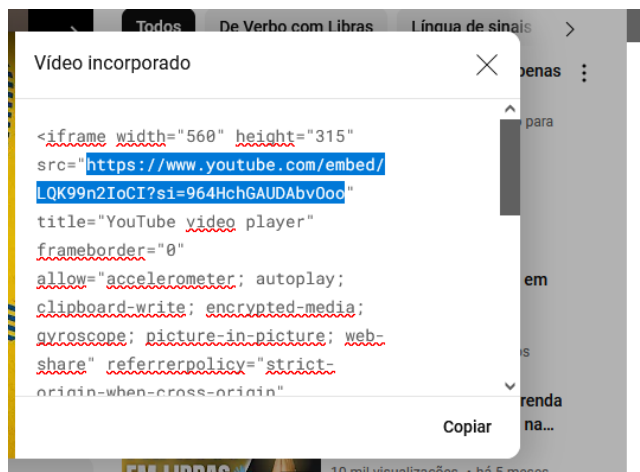 Todos De Verbo com Libras Língua de sinais
Vídeo incorporado
penas
para
<iframe width="560" height="315"
src="https://www.youtube.com/embed/
LQK99n2IoCI?si=964HchGAUDAbvOoo"
title="YouTube video player"
frameborder="0"
allow="accelerometer; autoplay;
clipboard-write; encrypted-media;
gyroscope; picture-in-picture; web-
share" referrerpolicy="strict-
origin-when-cross-origin"
em
os
renda
na...
Copiar
EM LIBRAS
10 mil visualizações • há 5 meses